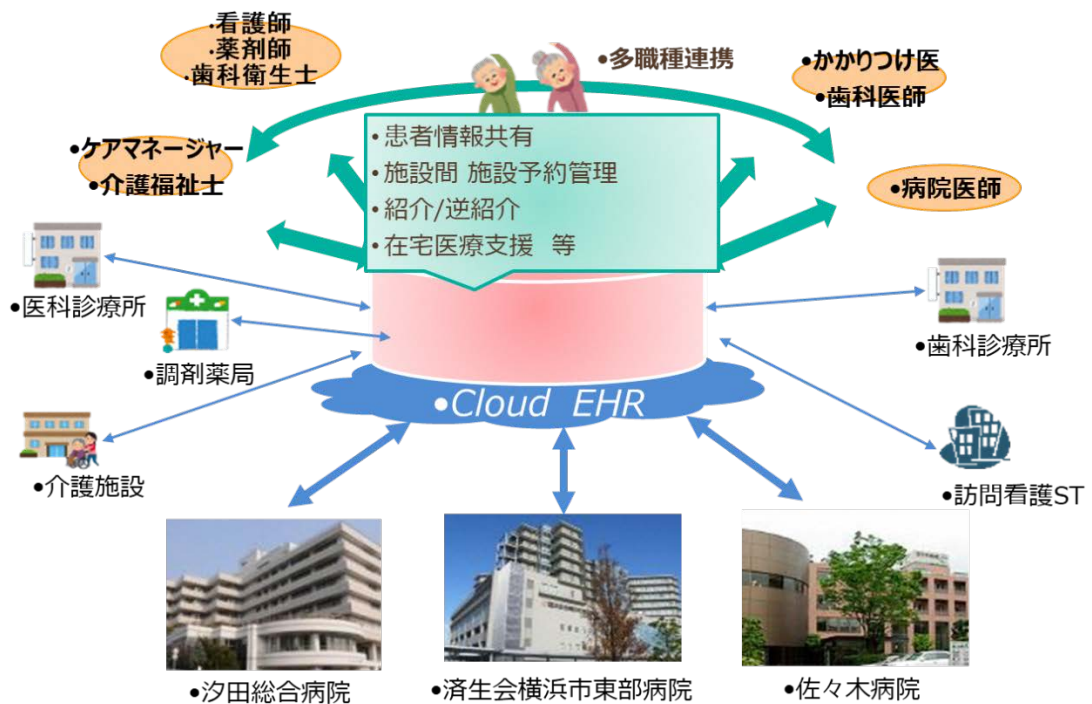 ・看護師
・薬剤師
・歯科衛生士
•多職種連携
•かかりつけ医
•歯科医師
•ケアマネージャー
•介護福祉士
•患者情報共有
•施設間 施設予約管理
•紹介/逆紹介
•在宅医療支援 等
•病院医師
•医科診療所
•調剤薬局
•歯科診療所
•Cloud EHR
•介護施設
•訪問看護ST
•汐田総合病院
•済生会横浜市東部病院
•佐々木病院